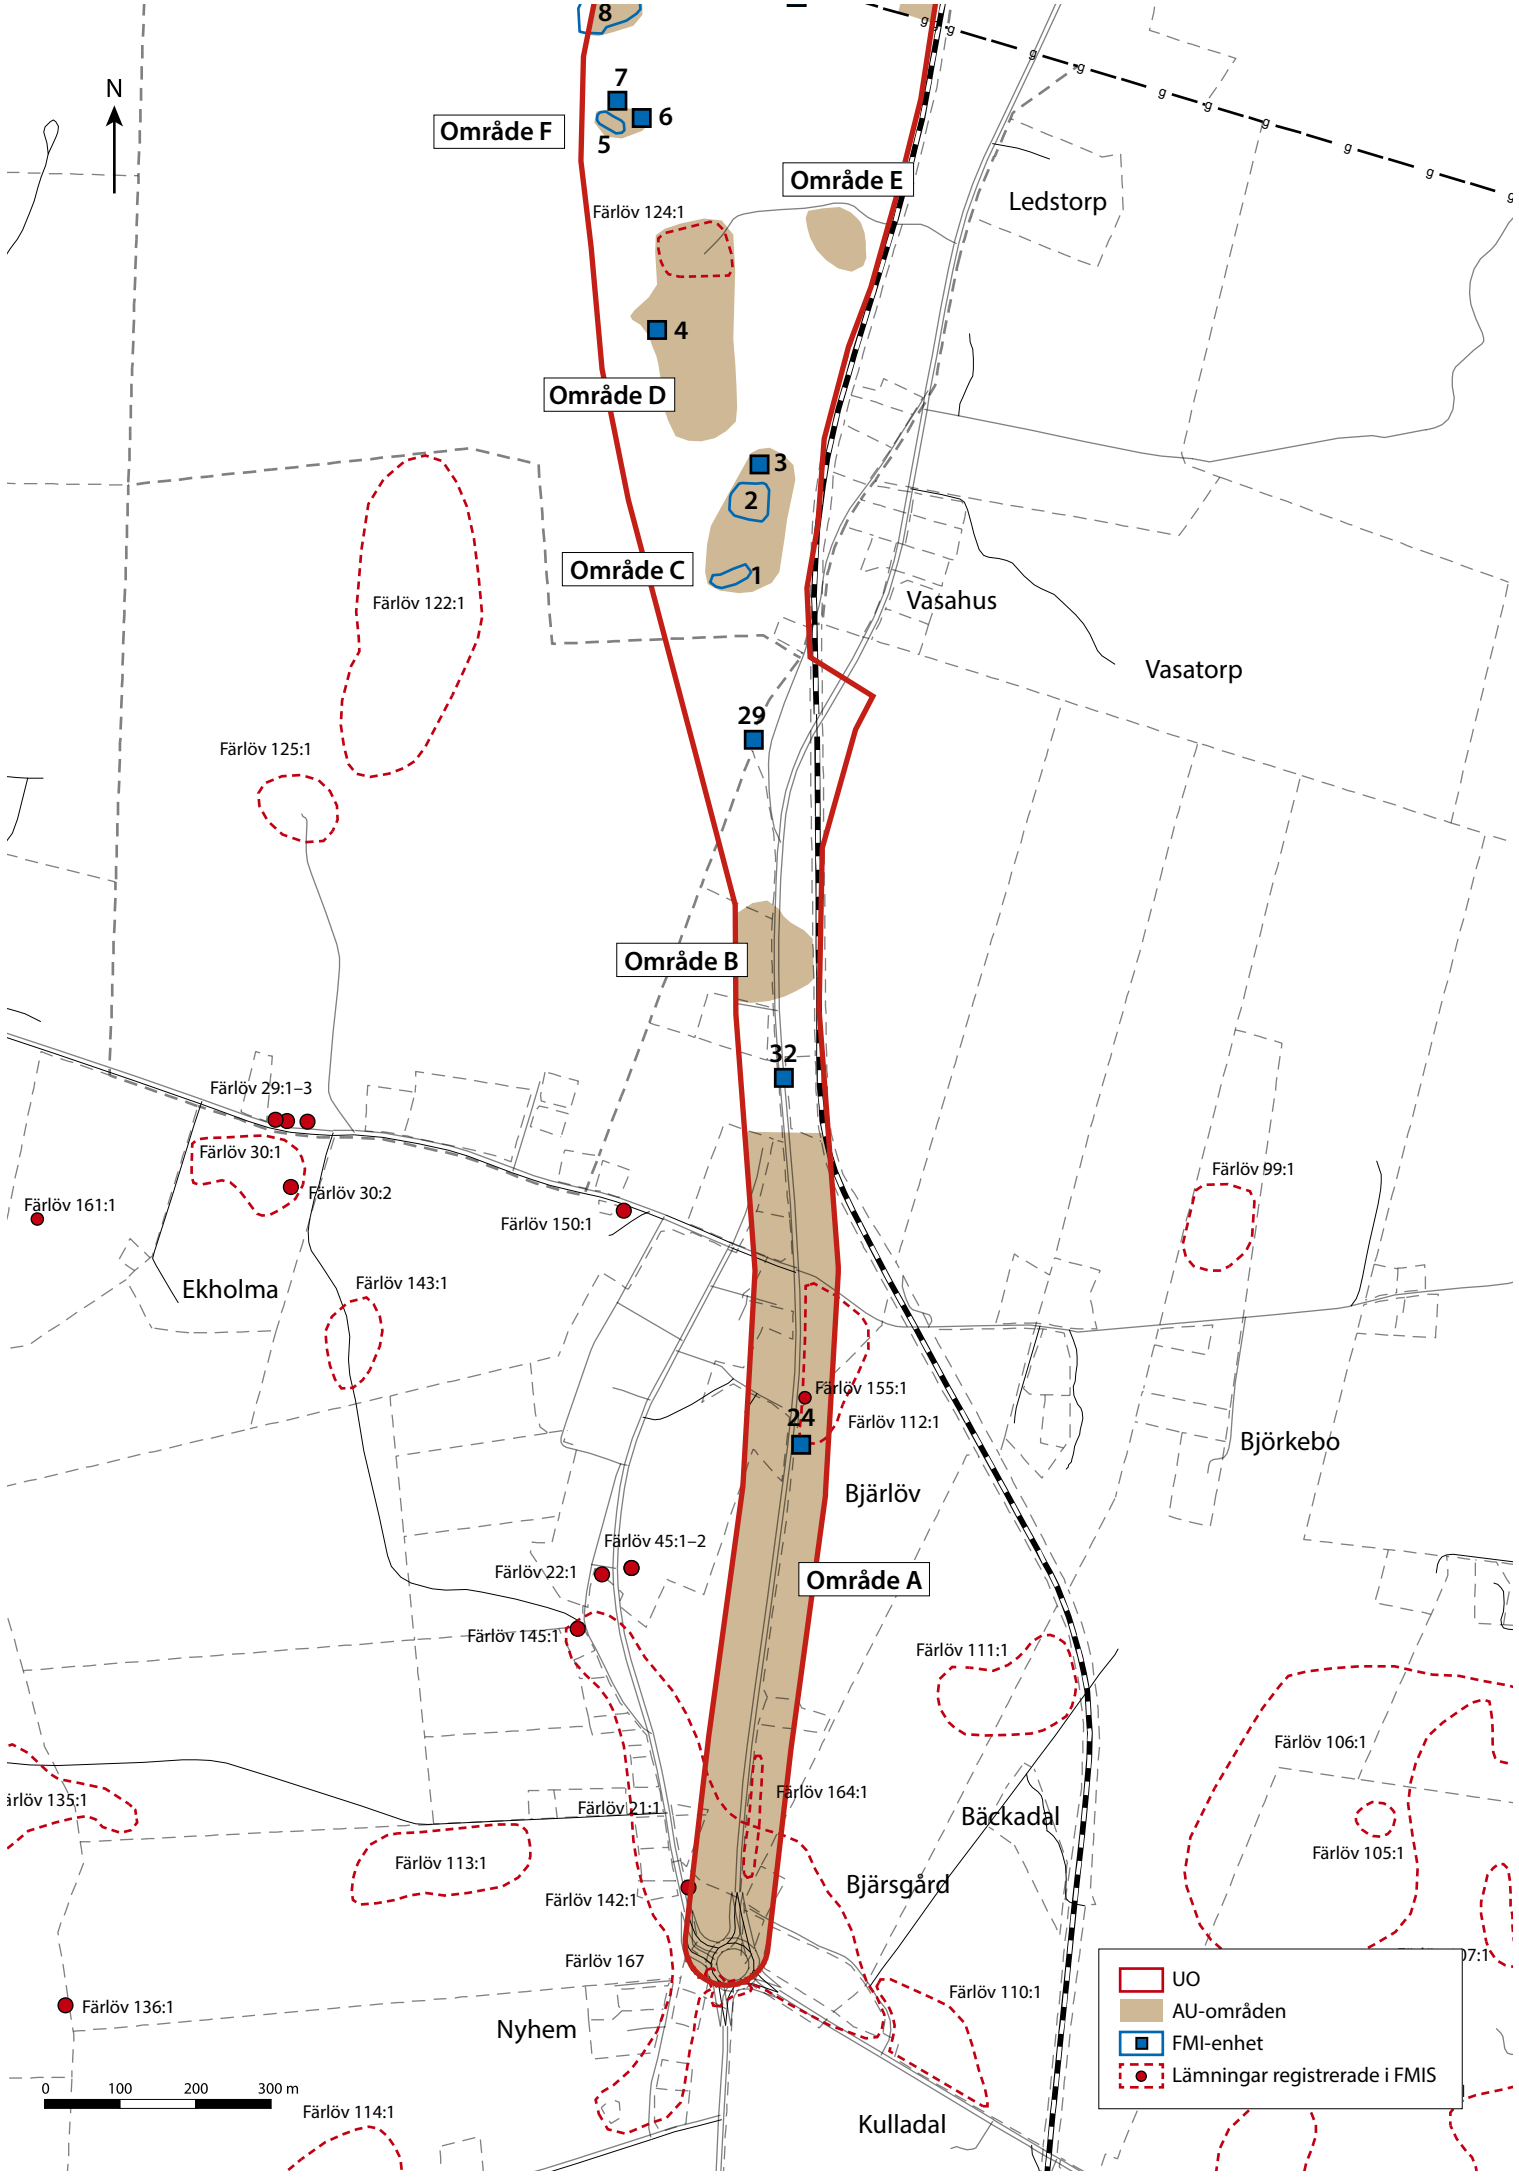 8
N
7
6
5
Område F
Område E
Ledstorp
Färlöv 124:1
4
Område D
3
2
1
Område C
Vasahus
Färlöv 122:1
Vasatorp
29
Färlöv 125:1
Område B
32
Färlöv 29:1–3
Färlöv 30:1
Färlöv 30:2
Färlöv 99:1
Färlöv 161:1
Färlöv 150:1
Ekholma
Färlöv 143:1
Färlöv 155:1
24
Färlöv 112:1
Björkebo
Bjärlöv
Färlöv 45:1–2
Färlöv 22:1
Område A
Färlöv 145:1
Färlöv 111:1
Färlöv 106:1
ärlöv 135:1
Färlöv 164:1
Färlöv 21:1
Bäckadal
Färlöv 105:1
Färlöv 113:1
Bjärsgård
Färlöv 142:1
07:1
Färlöv 167
Färlöv 110:1
Färlöv 136:1
Nyhem
UO
AU-områden
FMI-enhet
Lämningar registrerade i FMIS
0 100 200 300 m
Färlöv 114:1
Kulladal
g g g g g g g g g